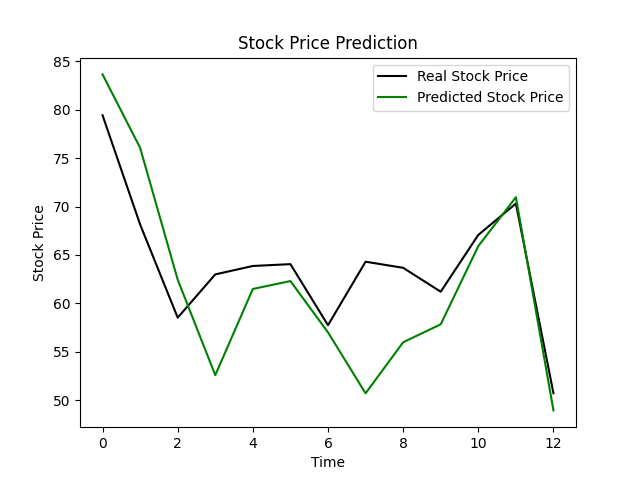 Stock Price Prediction
Real Stock Price
Predicted Stock Price
85
80
75
70
65
60
55
50
Stock Price
0 2 4 6 8 10 12
Time